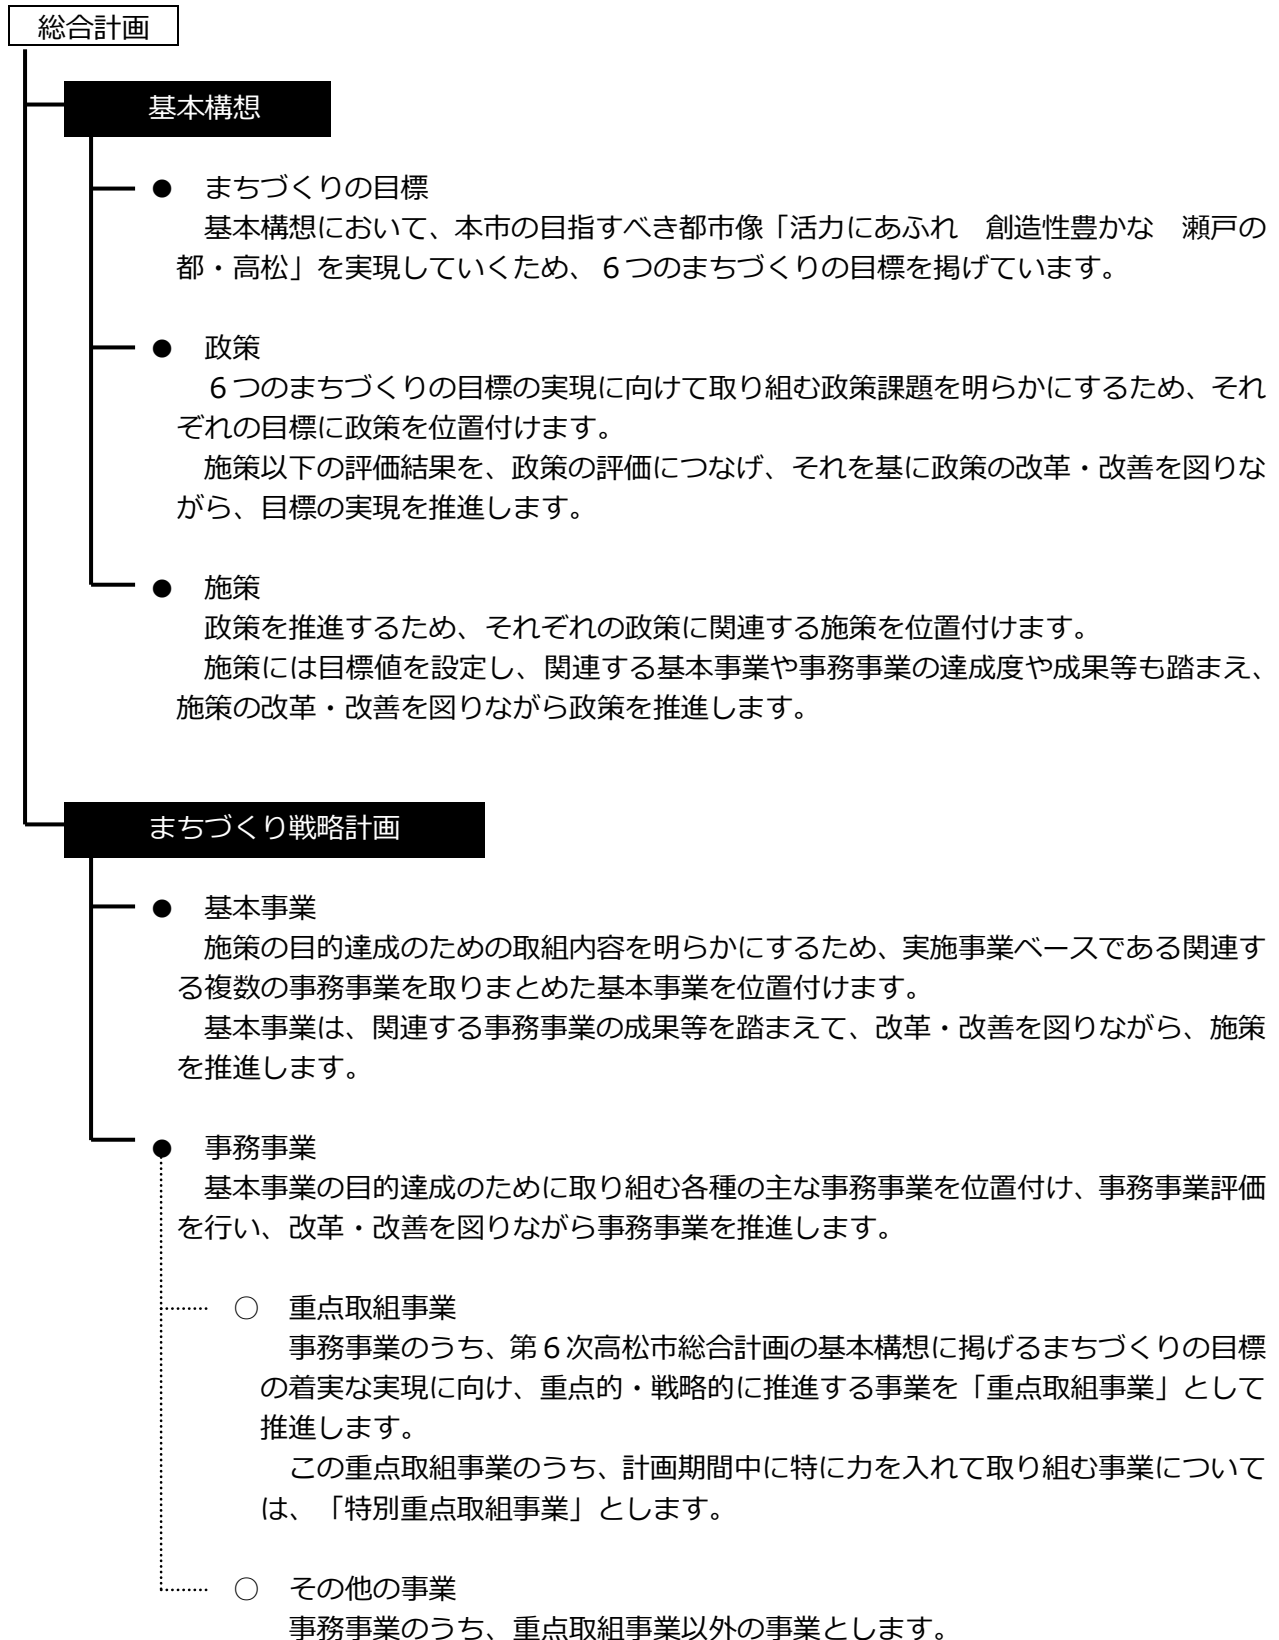 総合計画
基本構想
● まちづくりの目標
基本構想において、本市の目指すべき都市像「活力にあふれ　創造性豊かな　瀬戸の
都・高松」を実現していくため、６つのまちづくりの目標を掲げています。
● 政策
６つのまちづくりの目標の実現に向けて取り組む政策課題を明らかにするため、それ
ぞれの目標に政策を位置付けます。
施策以下の評価結果を、政策の評価につなげ、それを基に政策の改革・改善を図りな
がら、目標の実現を推進します。
● 施策
政策を推進するため、それぞれの政策に関連する施策を位置付けます。
施策には目標値を設定し、関連する基本事業や事務事業の達成度や成果等も踏まえ、
施策の改革・改善を図りながら政策を推進します。
まちづくり戦略計画
● 基本事業
施策の目的達成のための取組内容を明らかにするため、実施事業ベースである関連す
る複数の事務事業を取りまとめた基本事業を位置付けます。
基本事業は、関連する事務事業の成果等を踏まえて、改革・改善を図りながら、施策
を推進します。
● 事務事業
基本事業の目的達成のために取り組む各種の主な事務事業を位置付け、事務事業評価
を行い、改革・改善を図りながら事務事業を推進します。
○ 重点取組事業
事務事業のうち、第６次高松市総合計画の基本構想に掲げるまちづくりの目標
の着実な実現に向け、重点的・戦略的に推進する事業を「重点取組事業」として
推進します。
この重点取組事業のうち、計画期間中に特に力を入れて取り組む事業について
は、「特別重点取組事業」とします。
○ その他の事業
事務事業のうち、重点取組事業以外の事業とします。